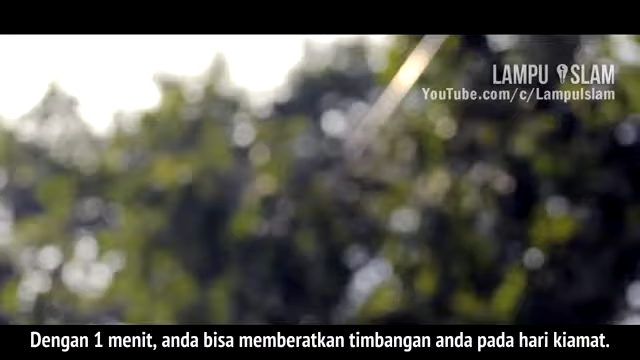 LAMPU ISLAM
YouTube.com/c/LampuIslam
Dengan 1 menit, anda bisa memberatkan timbangan anda pada hari kiamat.